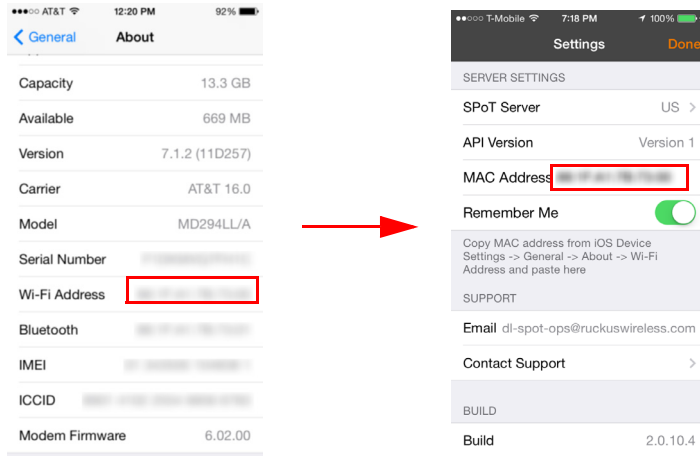 AT&T 12:20 PM 92%
General About
Capacity 13.3 GB
Available 669 MB
Version 7.1.2 (11D257)
Carrier AT&T 16.0
Model MD294LL/A
Serial Number
Wi-Fi Address
Bluetooth
IMEI
ICCID
Modem Firmware 6.02.00
T-Mobile 7:18 PM 100%
Settings Done
SERVER SETTINGS
SPoT Server US
API Version Version 1
MAC Address
Remember Me
Copy MAC address from iOS Device
Settings -> General -> About -> Wi-Fi
Address and paste here
SUPPORT
Email dl-spot-ops@ruckuswireless.com
Contact Support
BUILD
Build 2.0.10.4